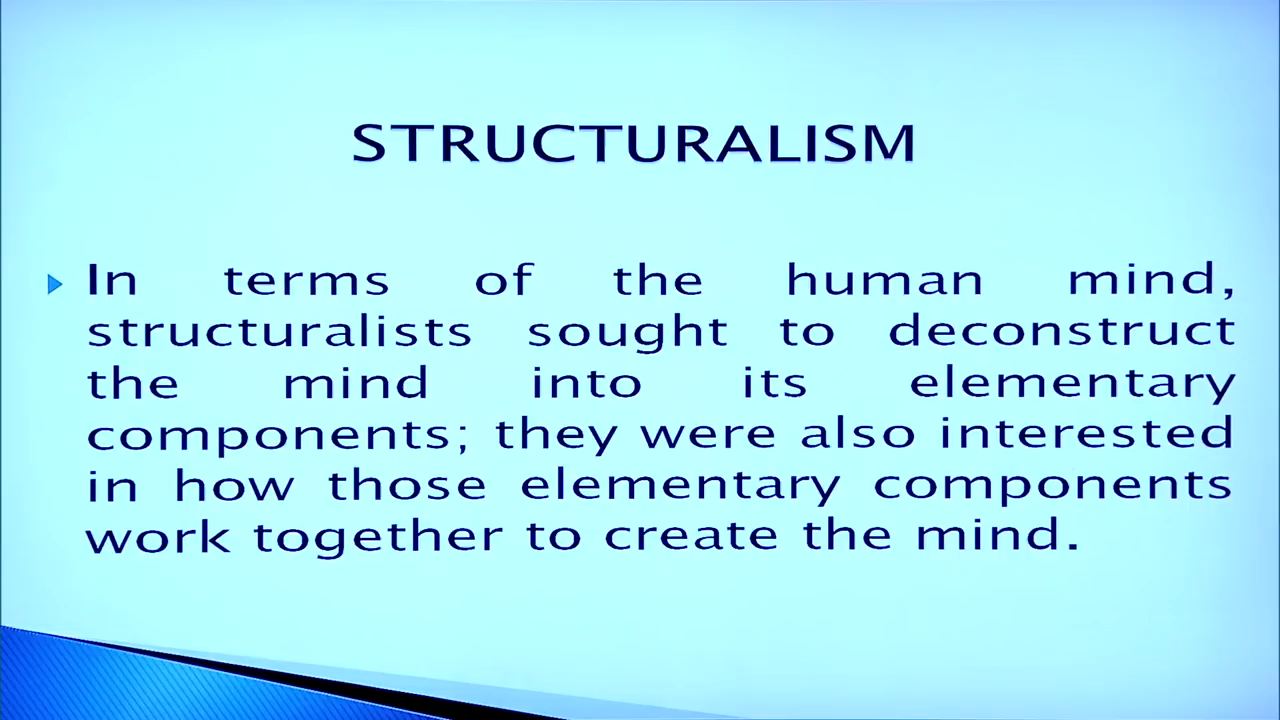 STRUCTURALISM
In terms of the human mind,
structuralists sought to deconstruct
the mind into its elementary
components; they were also interested
in how those elementary components
work together to create the mind.